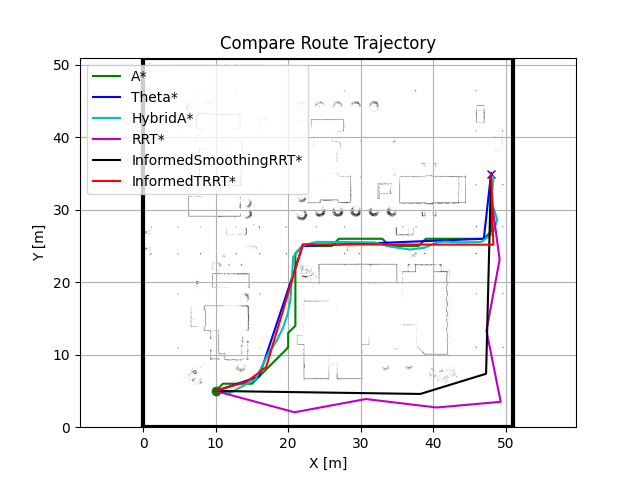 Compare Route Trajectory
A*
Theta*
HybridA*
RRT*
InformedSmoothingRRT*
InformedTRRT*
50
40
30
20
10
0
Y [m]
0 10 20 30 40 50
X [m]